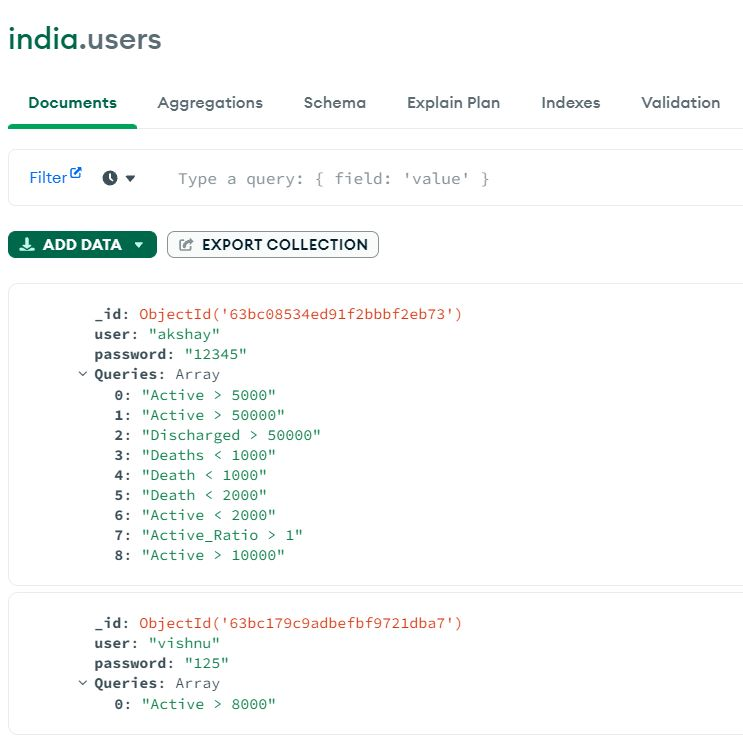 india.users
Documents Aggregations Schema Explain Plan Indexes Validation
Filter Type a query: { field: 'value' }
ADD DATA EXPORT COLLECTION
_id: ObjectId('63bc08534ed91f2bbbf2eb73')
user: "akshay"
password: "12345"
Queries: Array
0: "Active > 5000"
1: "Active > 50000"
2: "Discharged > 50000"
3: "Deaths < 1000"
4: "Death < 1000"
5: "Death < 2000"
6: "Active < 2000"
7: "Active_Ratio > 1"
8: "Active > 10000"
_id: ObjectId('63bc179c9adbefbf9721dba7')
user: "vishnu"
password: "125"
Queries: Array
0: "Active > 8000"